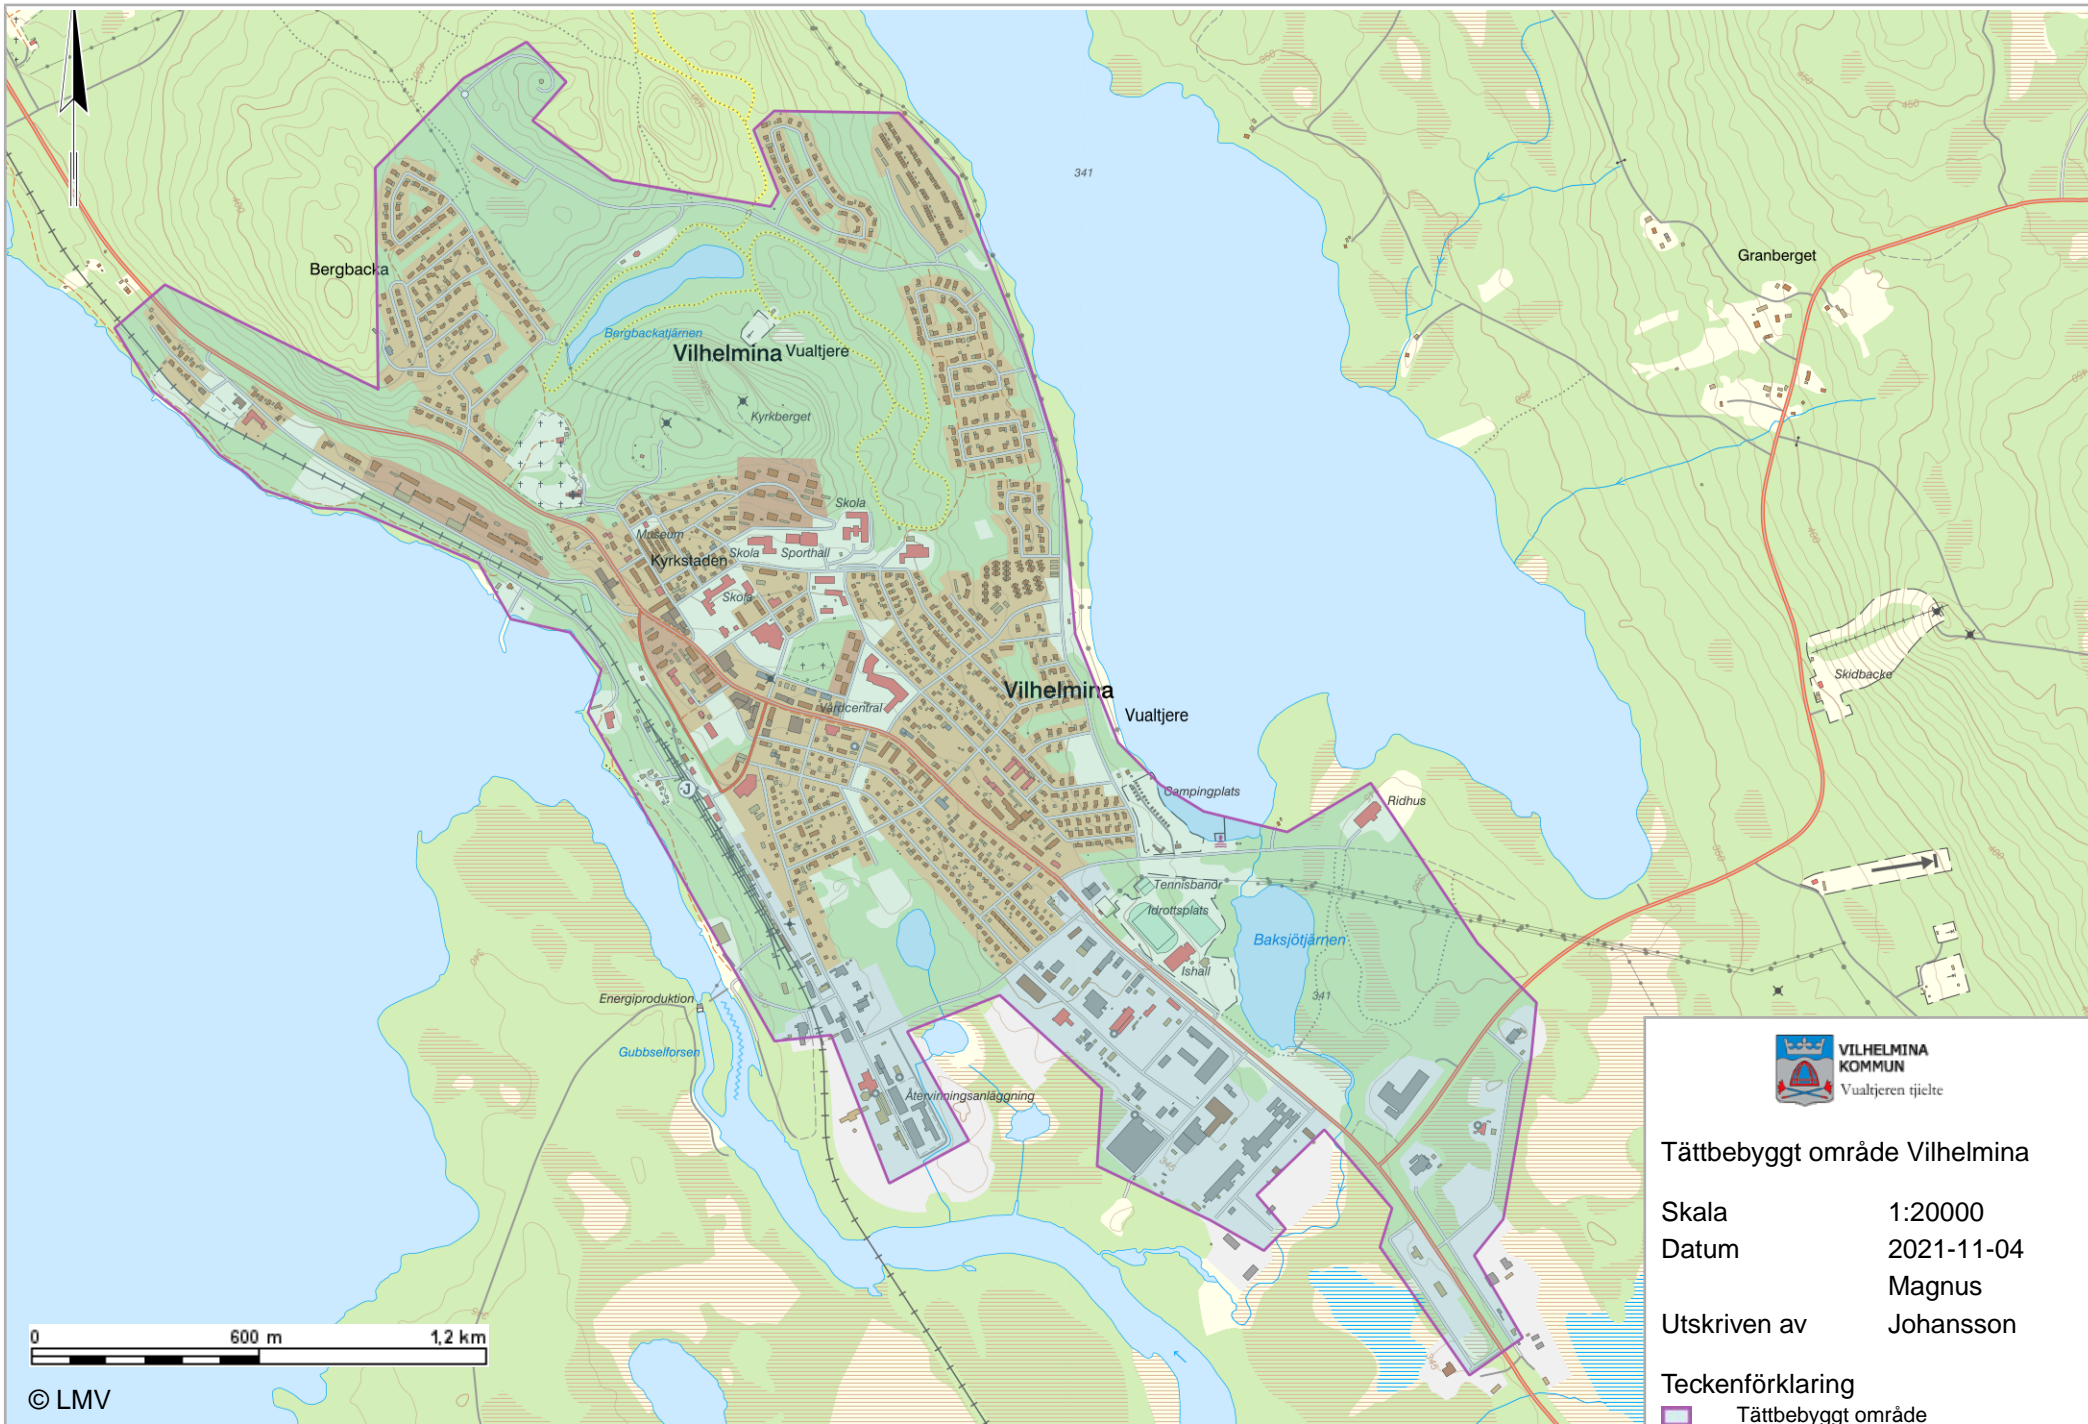 341
Granberget
Bergbacka
Bergbackatjärnen
Vilhelmina Vualtjere
Kyrkberget
Skola
Museum
Kyrkstaden
Skola
Sporthall
Skola
Skidbacke
Vilhelmina
Vualtjere
Vårdcentral
J
Campingplats
Ridhus
Tennisbanor
Idrottsplats
Baksjötjärnen
Ishall
341
Energiproduktion
Gubbselforsen
Återvinningsanläggning
VILHELMINA
KOMMUN
Vualtjeren tjïelte
Tättbebyggt område Vilhelmina
Skala 1:20000
Datum 2021-11-04
Magnus
Utskriven av Johansson
Teckenförklaring
Tättbebyggt område
0 600 m 1,2 km
© LMV